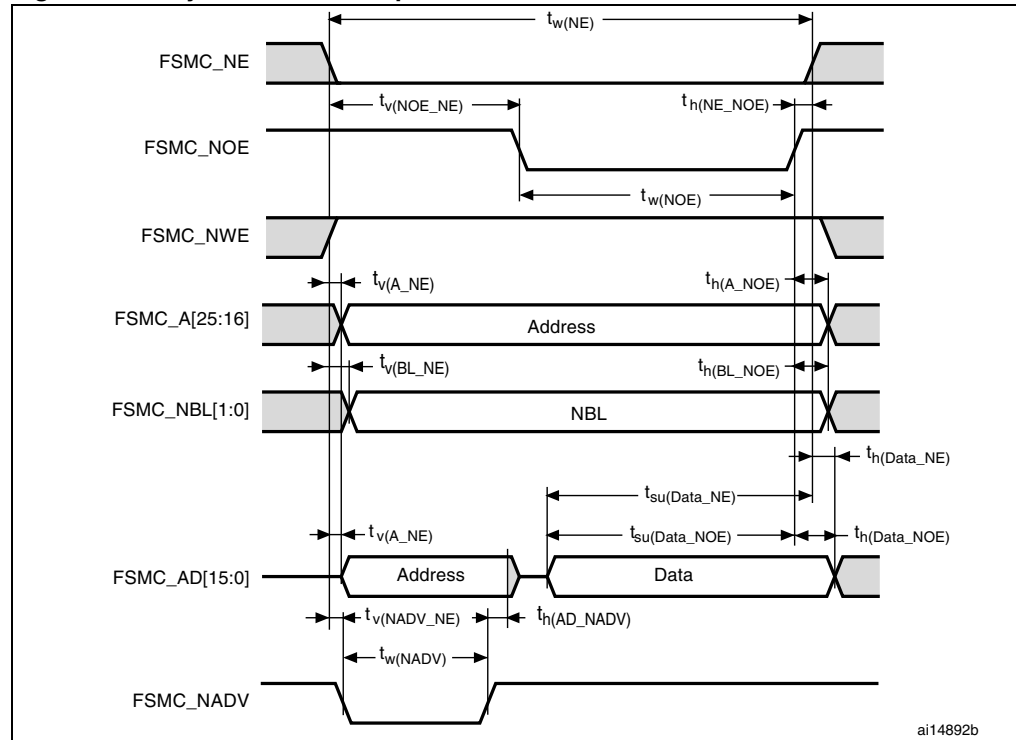 tw(NE)
FSMC_NE
tv(NOE_NE)
th(NE_NOE)
FSMC_NOE
tw(NOE)
FSMC_NWE
tv(A_NE)
th(A_NOE)
FSMC_A[25:16]
Address
tv(BL_NE)
th(BL_NOE)
FSMC_NBL[1:0]
NBL
th(Data_NE)
tsu(Data_NE)
tv(A_NE)
tsu(Data_NOE)
th(Data_NOE)
FSMC_AD[15:0]
Address
Data
tv(NADV_NE)
th(AD_NADV)
tw(NADV)
FSMC_NADV
ai14892b